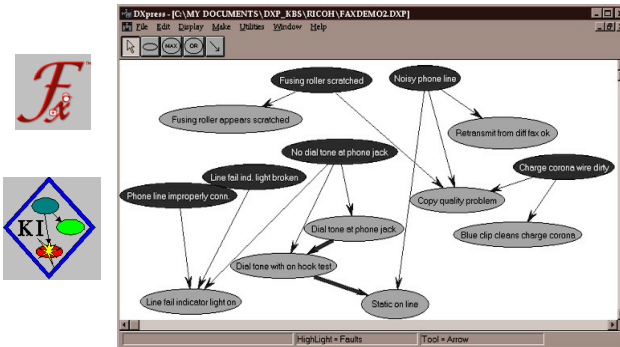 Fx
KI
DXpress - [C:\MY DOCUMENTS\DXP_KBS\RICOH\FAXDEMO2.DXP]
File Edit Display Make Utilities Window Help
MAX OR
Fusing roller scratched
Noisy phone line
Fusing roller appears scratched
Retransmit from diff fax ok
No dial tone at phone jack
Line fail ind. light broken
Charge corona wire dirty
Phone line improperly conn.
Copy quality problem
Dial tone at phone jack
Blue clip cleans charge corona
Dial tone with on hook test
Line fail indicator light on
Static on line
HighLight = Faults Tool = Arrow